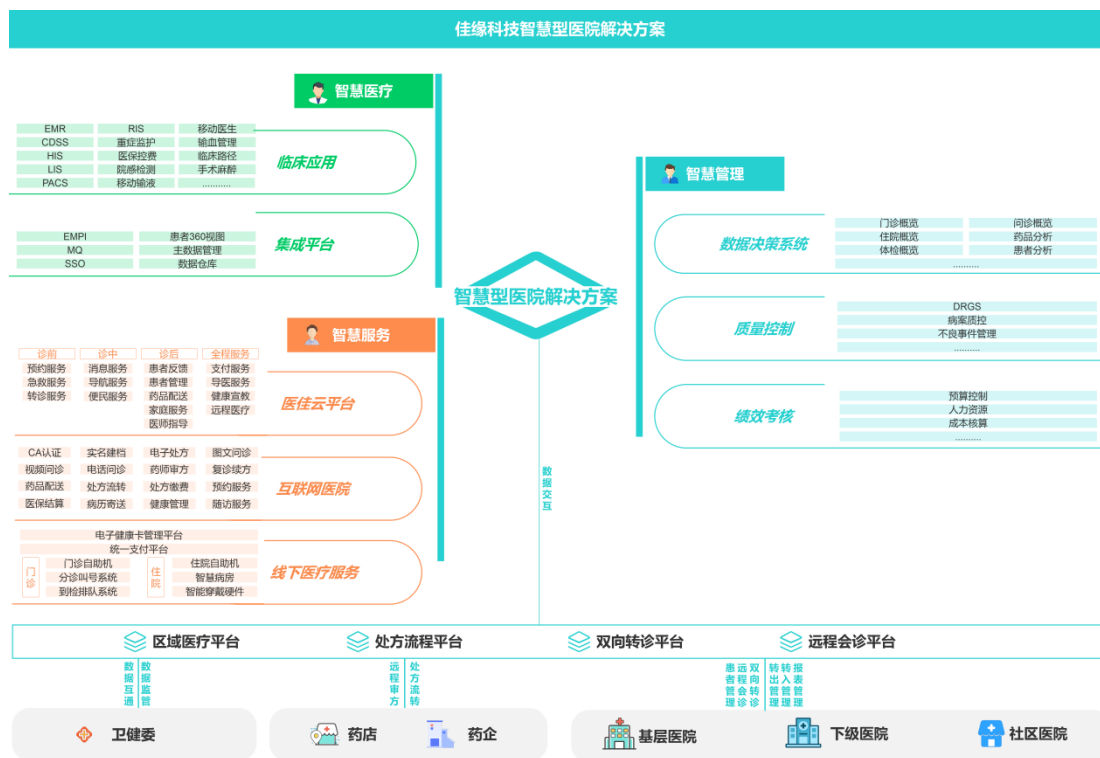 佳缘科技智慧型医院解决方案
智慧医疗
EMR RIS 移动医生
CDSS 重症监护 输血管理
HIS 医保控费 临床路径
LIS 院感检测 手术麻醉
PACS 移动输液 ...........
临床应用
EMPI 患者360视图
MQ 主数据管理
SSO 数据仓库
集成平台
智慧型医院解决方案
智慧管理
数据决策系统
门诊概览 问诊概览
住院概览 药品分析
体检概览 患者分析
..........
质量控制
DRGS
病案质控
不良事件管理
..........
绩效考核
预算控制
人力资源
成本核算
..........
智慧服务
诊前 诊中 诊后 全程服务
预约服务 消息服务 患者反馈 支付服务
急救服务 导航服务 患者管理 导医服务
转诊服务 便民服务 药品配送 健康宣教
家庭服务 远程医疗
医师指导
医佳云平台
CA认证 实名建档 电子处方 图文问诊
视频问诊 电话问诊 药师审方 复诊续方
药品配送 处方流转 处方缴费 预约服务
医保结算 病历寄送 健康管理 随访服务
互联网医院
电子健康卡管理平台
统一支付平台
门诊
门诊自助机
分诊叫号系统
到检排队系统
住院
住院自助机
智慧病房
智能穿戴硬件
线下医疗服务
数据交互
区域医疗平台 处方流程平台 双向转诊平台 远程会诊平台
数据互通
数据监管
远程审方
处方流转
患者管理
远程会诊
双向转诊
转出管理
转入管理
报表管理
卫健委 药店 药企 基层医院 下级医院 社区医院